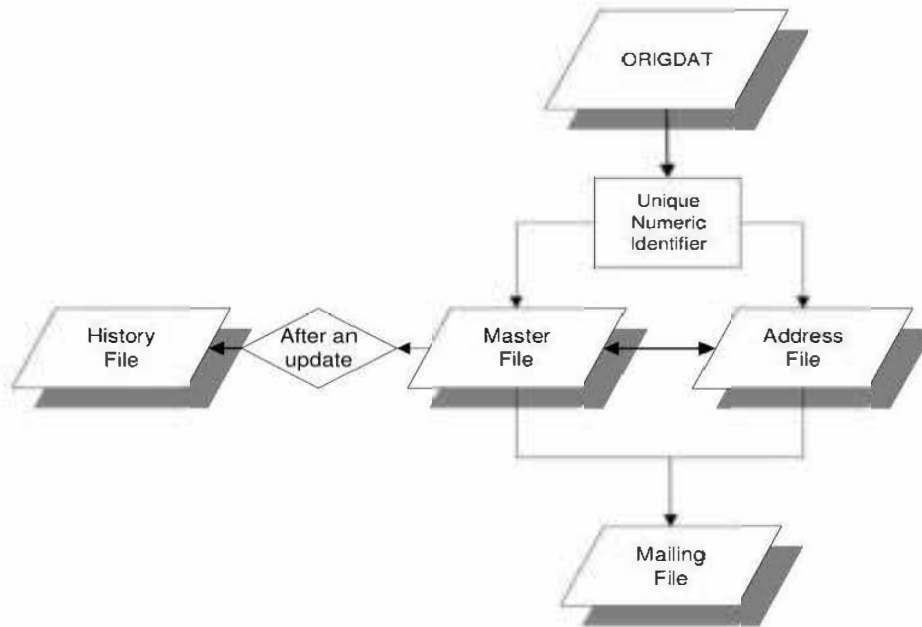 ORIGDAT
Unique
Numeric
Identifier
History
File
After an
update
Master
File
Address
File
Mailing
File